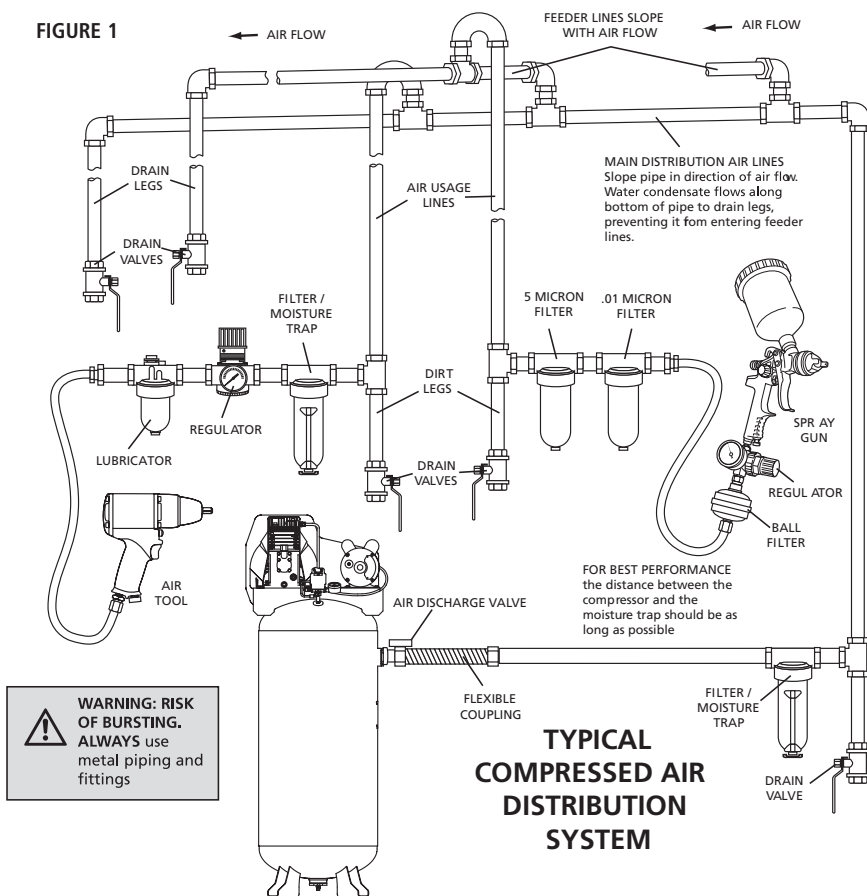 FIGURE 1
AIR FLOW
FEEDER LINES SLOPE
WITH AIR FLOW
AIR FLOW
MAIN DISTRIBUTION AIR LINES
Slope pipe in direction of air flow.
Water condensate flows along
bottom of pipe to drain legs,
preventing it fom entering feeder
lines.
DRAIN
LEGS
AIR USAGE
LINES
DRAIN
VALVES
FILTER /
MOISTURE
TRAP
5 MICRON
FILTER
.01 MICRON
FILTER
DIRT
LEGS
REGULATOR
LUBRICATOR
SPR AY
GUN
DRAIN
VALVES
REGUL ATOR
BALL
FILTER
AIR
TOOL
FOR BEST PERFORMANCE
the distance between the
compressor and the
moisture trap should be as
long as possible
AIR DISCHARGE VALVE
FLEXIBLE
COUPLING
FILTER /
MOISTURE
TRAP
WARNING: RISK
OF BURSTING.
ALWAYS use
metal piping and
fittings
TYPICAL
COMPRESSED AIR
DISTRIBUTION
SYSTEM
DRAIN
VALVE